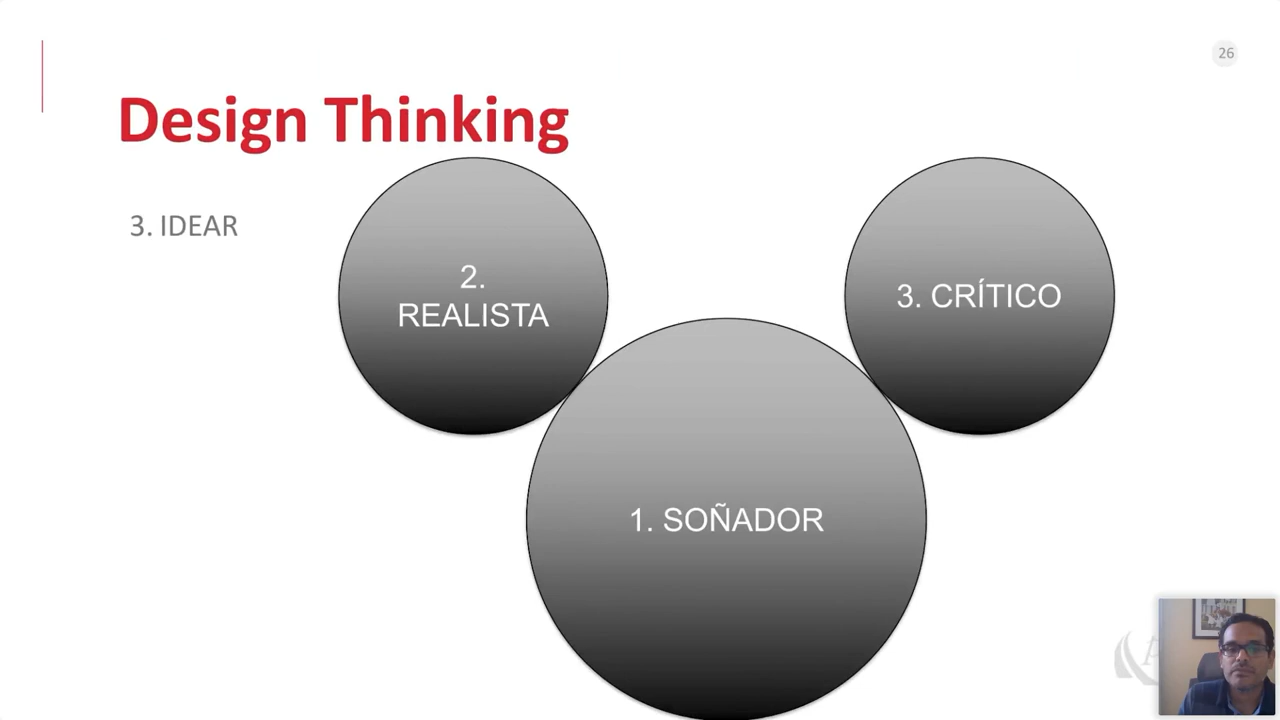 26
Design Thinking
3. IDEAR
2.
REALISTA
3. CRÍTICO
1. SOÑADOR